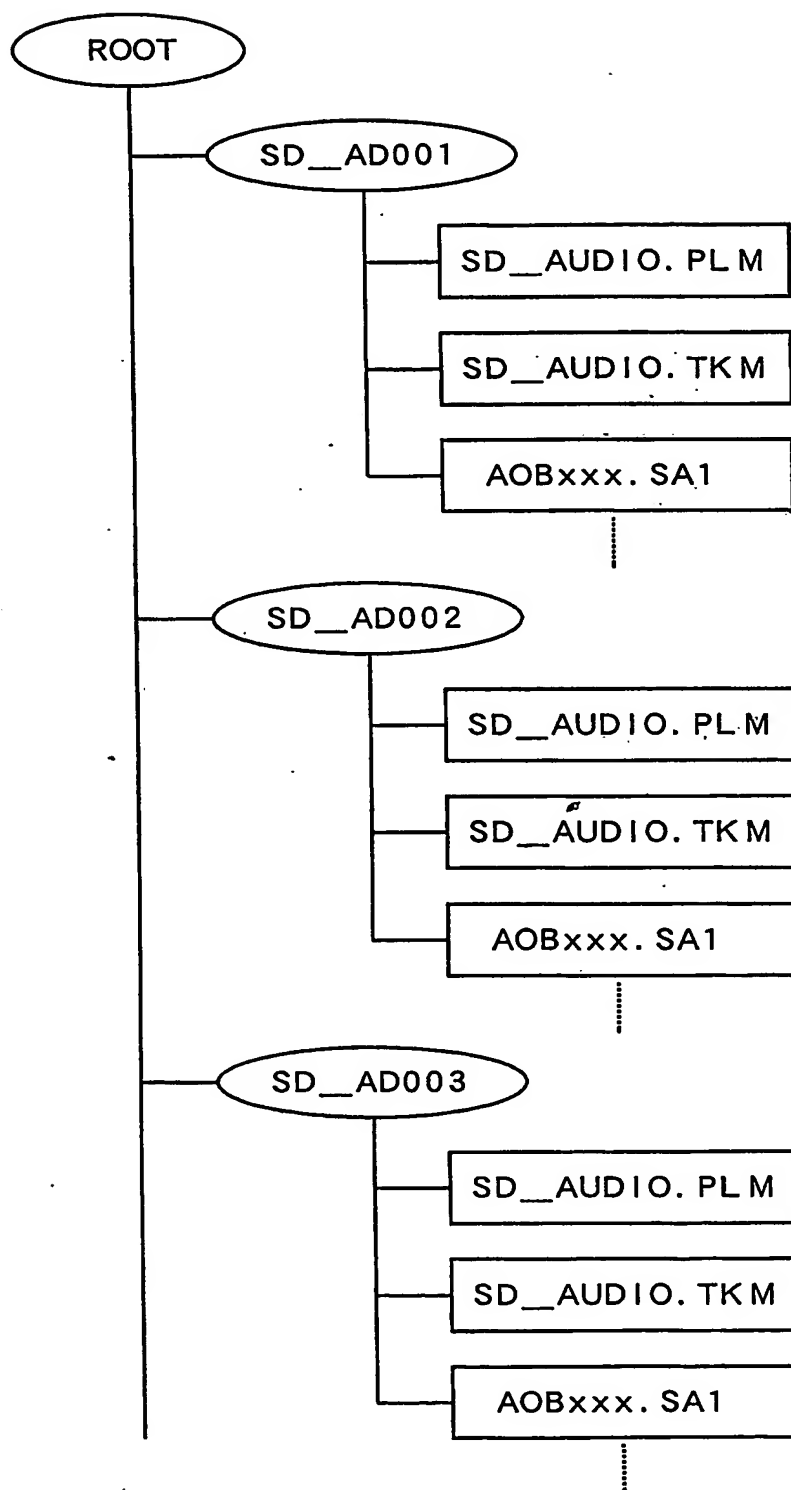 ROOT
SD__AD001
SD__AUDIO.PLM
SD__AUDIO.TKM
AOBxxx.SA1
SD__AD002
SD__AUDIO.PLM
SD__AUDIO.TKM
AOBxxx.SA1
SD__AD003
SD__AUDIO.PLM
SD__AUDIO.TKM
AOBxxx.SA1